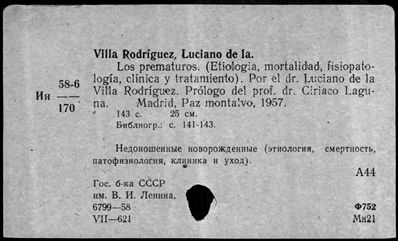 Villa Rodríguez, Luciano de la.
Los prematuros. (Etiología, mortalidad, fisiopato-
logía, clínica y tratamiento). Por el dr. Luciano de la
Villa Rodríguez. Prólogo del prof. dr. Ciriaco Lagu-
na. Madrid, Paz montalvo, 1957.
58-6
Ин
170
143 с. 25 см.
Библиогр.: с. 141-143.
Недоношенные новорожденные (этиология, смертность,
патофизиология, клиника и уход).
А44
Гос. б-ка СССР
им. В. И. Ленина,
6799—58
Ф752
VII—621
Мн21